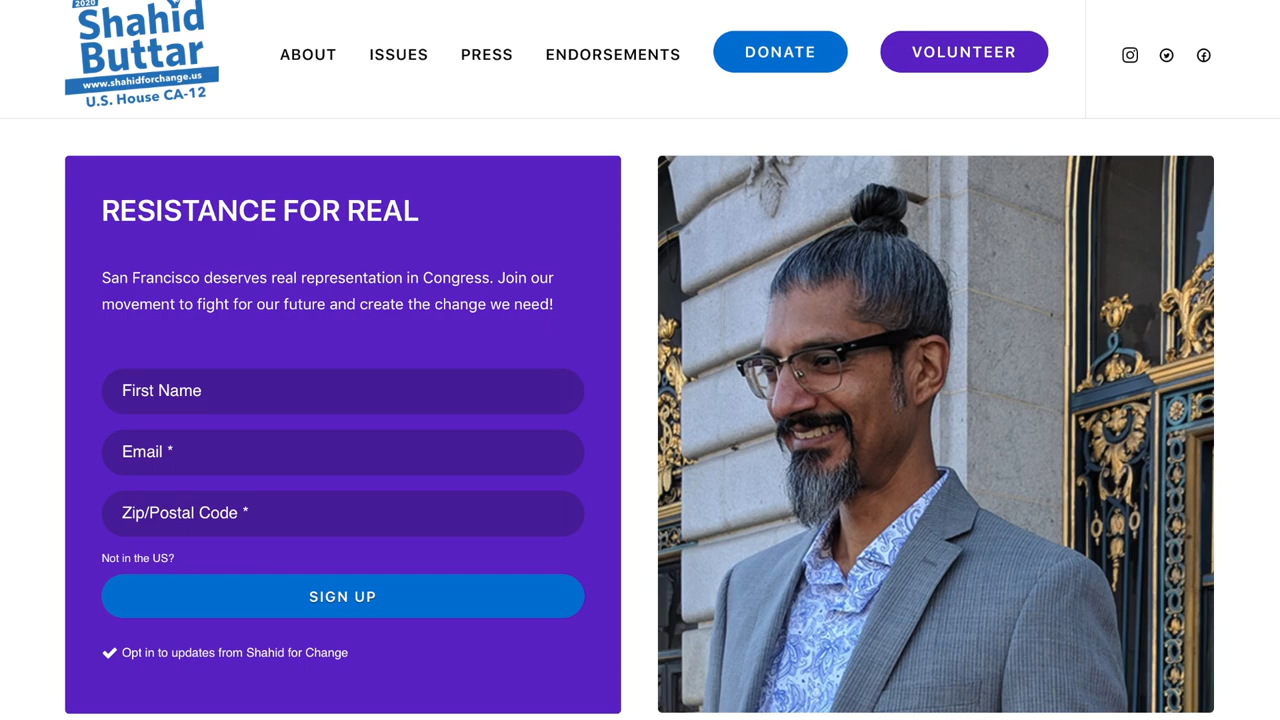 2020
Shahid
Buttar
www.shahidforchange.us
U.S. House CA-12
ABOUT
ISSUES
PRESS
ENDORSEMENTS
DONATE
VOLUNTEER
RESISTANCE FOR REAL
San Francisco deserves real representation in Congress. Join our
movement to fight for our future and create the change we need!
First Name
Email *
Zip/Postal Code *
Not in the US?
SIGN UP
Opt in to updates from Shahid for Change